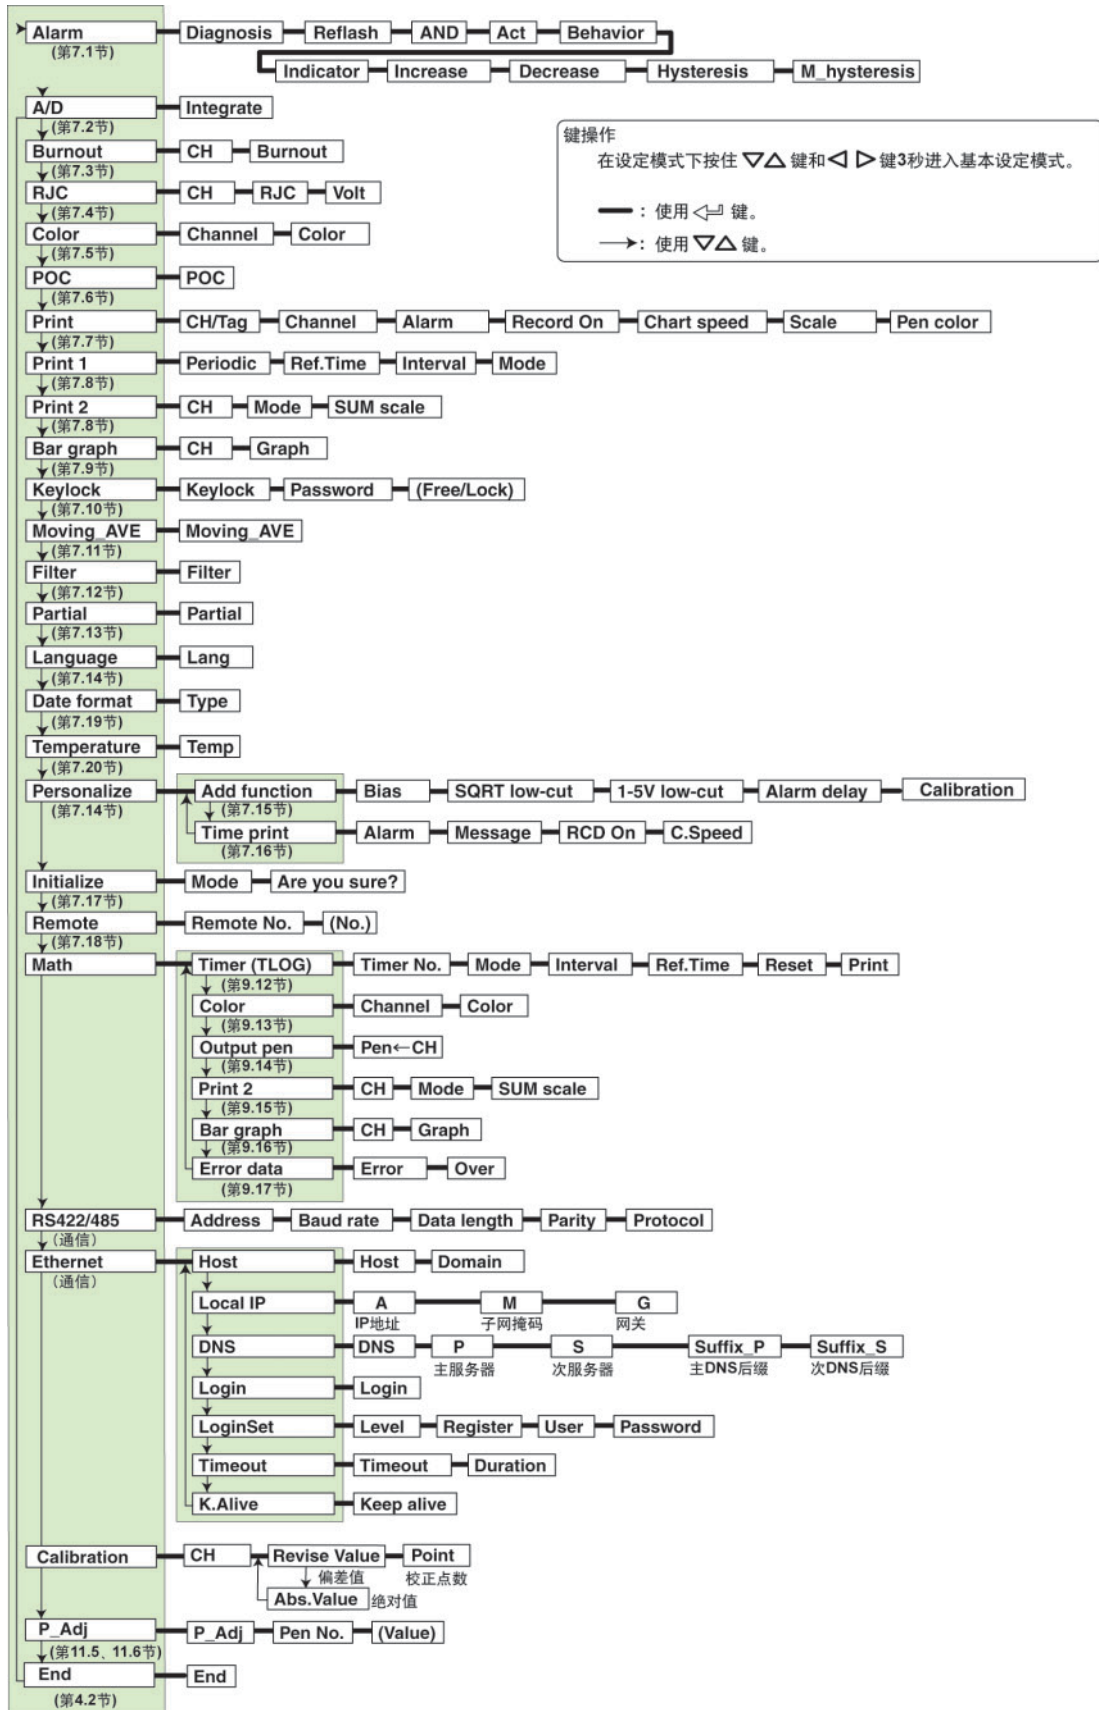 Alarm Diagnosis Reflash AND Act Behavior
(第7.1节)
Indicator Increase Decrease Hysteresis M_hysteresis
A/D Integrate
(第7.2节)
Burnout CH Burnout
(第7.3节)
RJC CH RJC Volt
(第7.4节)
Color Channel Color
(第7.5节)
POC POC
(第7.6节)
键操作
在设定模式下按住▽△键和◁ ▷键3秒进入基本设定模式。
━━：使用 键。
→：使用▽△键。
Print CH/Tag Channel Alarm Record On Chart speed Scale Pen color
(第7.7节)
Print 1 Periodic Ref.Time Interval Mode
(第7.8节)
Print 2 CH Mode SUM scale
(第7.8节)
Bar graph CH Graph
(第7.9节)
Keylock Keylock Password (Free/Lock)
(第7.10节)
Moving_AVE Moving_AVE
(第7.11节)
Filter Filter
(第7.12节)
Partial Partial
(第7.13节)
Language Lang
(第7.14节)
Date format Type
(第7.19节)
Temperature Temp
(第7.20节)
Personalize Add function Bias SQRT low-cut 1-5V low-cut Alarm delay Calibration
(第7.14节) (第7.15节)
Time print Alarm Message RCD On C.Speed
(第7.16节)
Initialize Mode Are you sure?
(第7.17节)
Remote Remote No. (No.)
(第7.18节)
Math Timer (TLOG) Timer No. Mode Interval Ref.Time Reset Print
(第9.12节)
Color Channel Color
(第9.13节)
Output pen Pen←CH
(第9.14节)
Print 2 CH Mode SUM scale
(第9.15节)
Bar graph CH Graph
(第9.16节)
Error data Error Over
(第9.17节)
RS422/485 Address Baud rate Data length Parity Protocol
（通信）
Ethernet Host Host Domain
（通信）
Local IP A M G
IP地址 子网掩码 网关
DNS DNS P S Suffix_P Suffix_S
主服务器 次服务器 主DNS后缀 次DNS后缀
Login Login
LoginSet Level Register User Password
Timeout Timeout Duration
K.Alive Keep alive
Calibration CH Revise Value Point
偏差值 校正点数
Abs.Value 绝对值
P_Adj P_Adj Pen No. (Value)
(第11.5、11.6节)
End End
(第4.2节)